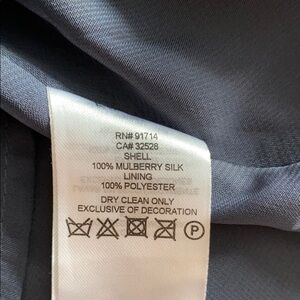 RN# 91714
CA# 32528
SHELL
100% MULBERRY SILK
LINING
100% POLYESTER
DRY CLEAN ONLY
EXCLUSIVE OF DECORATION
P